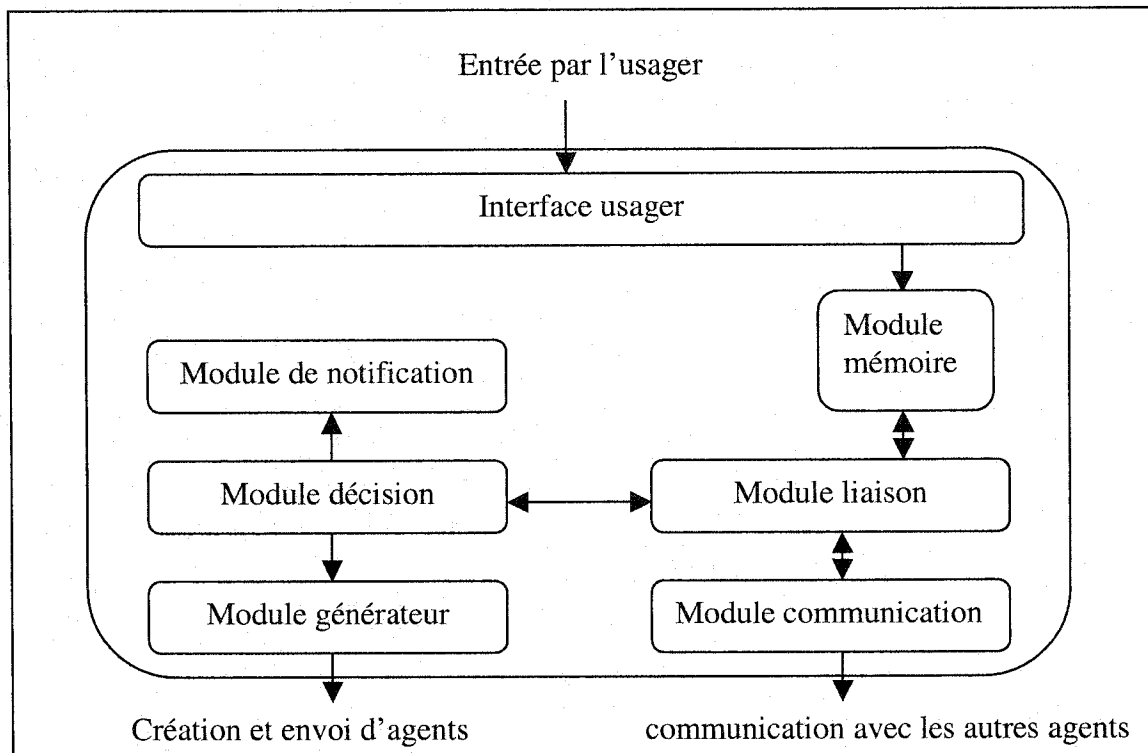 Entrée par l'usager
Interface usager
Module
mémoire
Module de notification
Module décision
Module liaison
Module générateur
Module communication
Création et envoi d'agents
communication avec les autres agents